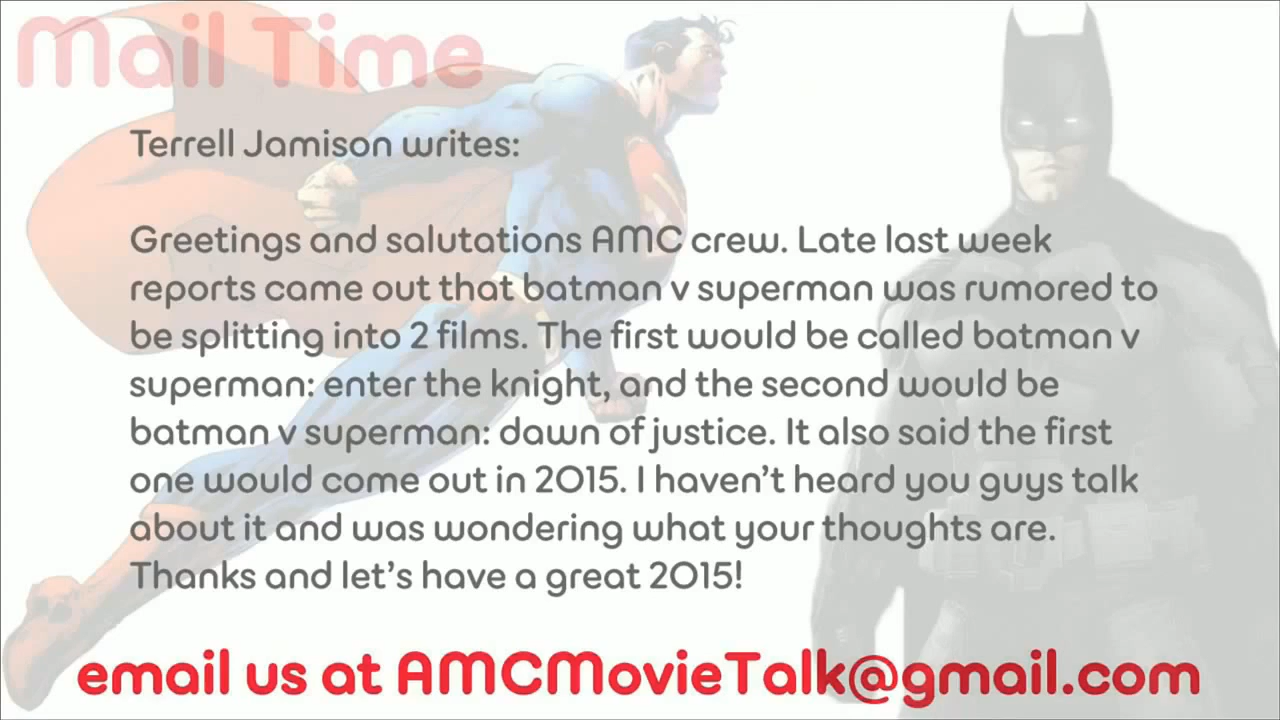 Mail Time
Terrell Jamison writes:
Greetings and salutations AMC crew. Late last week
reports came out that batman v superman was rumored to
be splitting into 2 films. The first would be called batman v
superman: enter the knight, and the second would be
batman v superman: dawn of justice. It also said the first
one would come out in 2015. I haven't heard you guys talk
about it and was wondering what your thoughts are.
Thanks and let's have a great 2015!
email us at AMCMovieTalk@gmail.com